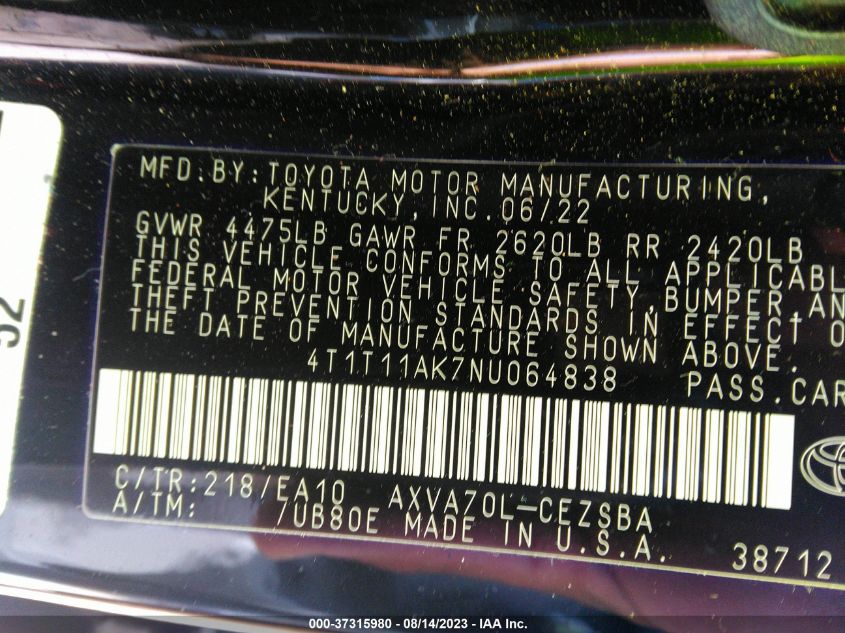 MFD.BY:TOYOTA MOTOR MANUFACTURING,
KENTUCKY,INC.06/22
GVWR 4475LB GAWR FR 2620LB RR 2420LB
THIS VEHICLE CONFORMS TO ALL APPLICABL
FEDERAL MOTOR VEHICLE SAFETY,BUMPER,AN
THEFT PREVENTION STANDARDS IN EFFECT O
THE DATE OF MANUFACTURE SHOWN ABOVE.
4T1T11AK7NU064838 PASS.CAR
C/TR:218/EA10 AXVA70L-CEZSBA
A/TM: /UB80E MADE IN U.S.A. 38712
52
000-37315980 - 08/14/2023 - IAA Inc.